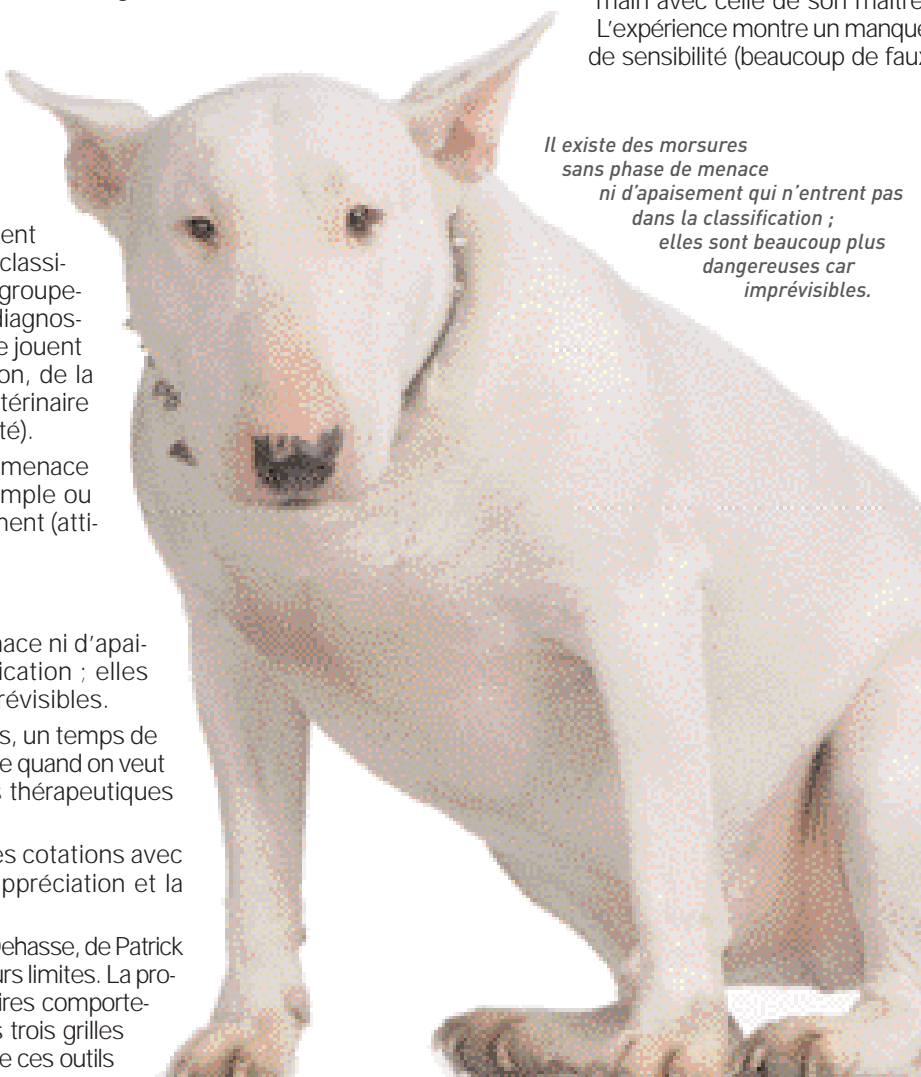 main avec celle de son maître
L'expérience montre un manque
de sensibilité (beaucoup de faux
Il existe des morsures
sans phase de menace
ni d'apaisement qui n'entrent pas
dans la classification ;
elles sont beaucoup plus
dangereuses car
imprévisibles.
ent
classi-
groupe-
diagnos-
e jouent
on, de la
térinaire
té).
menace
mple ou
nent (atti-
nace ni d'apai-
ication ; elles
révisibles.
s, un temps de
e quand on veut
s thérapeutiques
es cotations avec
ppréciation et la
Dehasse, de Patrick
urs limites. La pro-
ires comporte-
s trois grilles
e ces outils